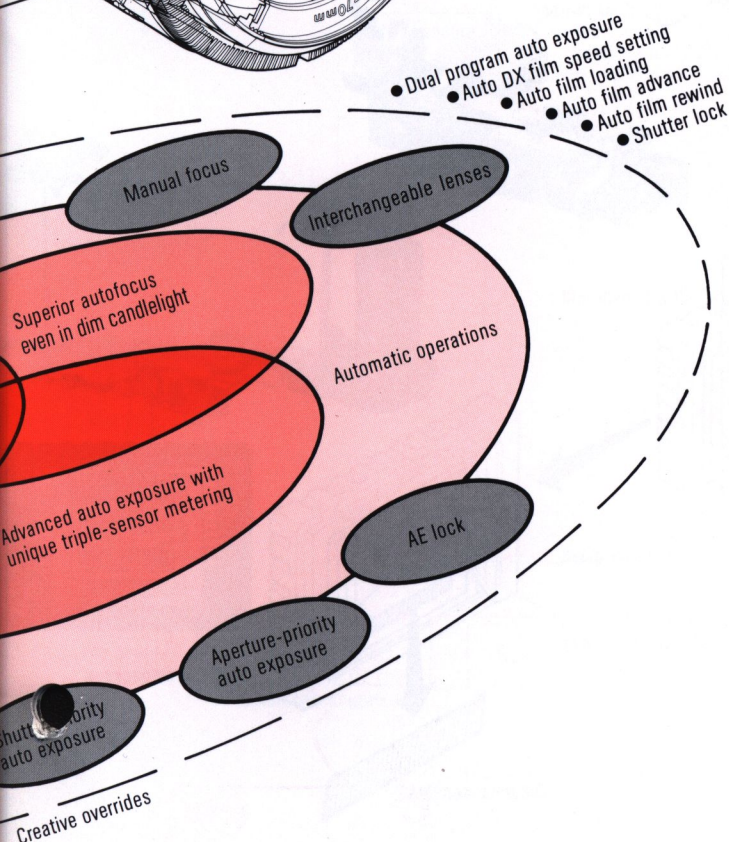 70mm
● Dual program auto exposure
● Auto DX film speed setting
● Auto film loading
● Auto film advance
● Auto film rewind
● Shutter lock
Manual focus
Interchangeable lenses
Superior autofocus
even in dim candlelight
Automatic operations
Advanced auto exposure with
unique triple-sensor metering
AE lock
Aperture-priority
auto exposure
auto exposure
Creative overrides